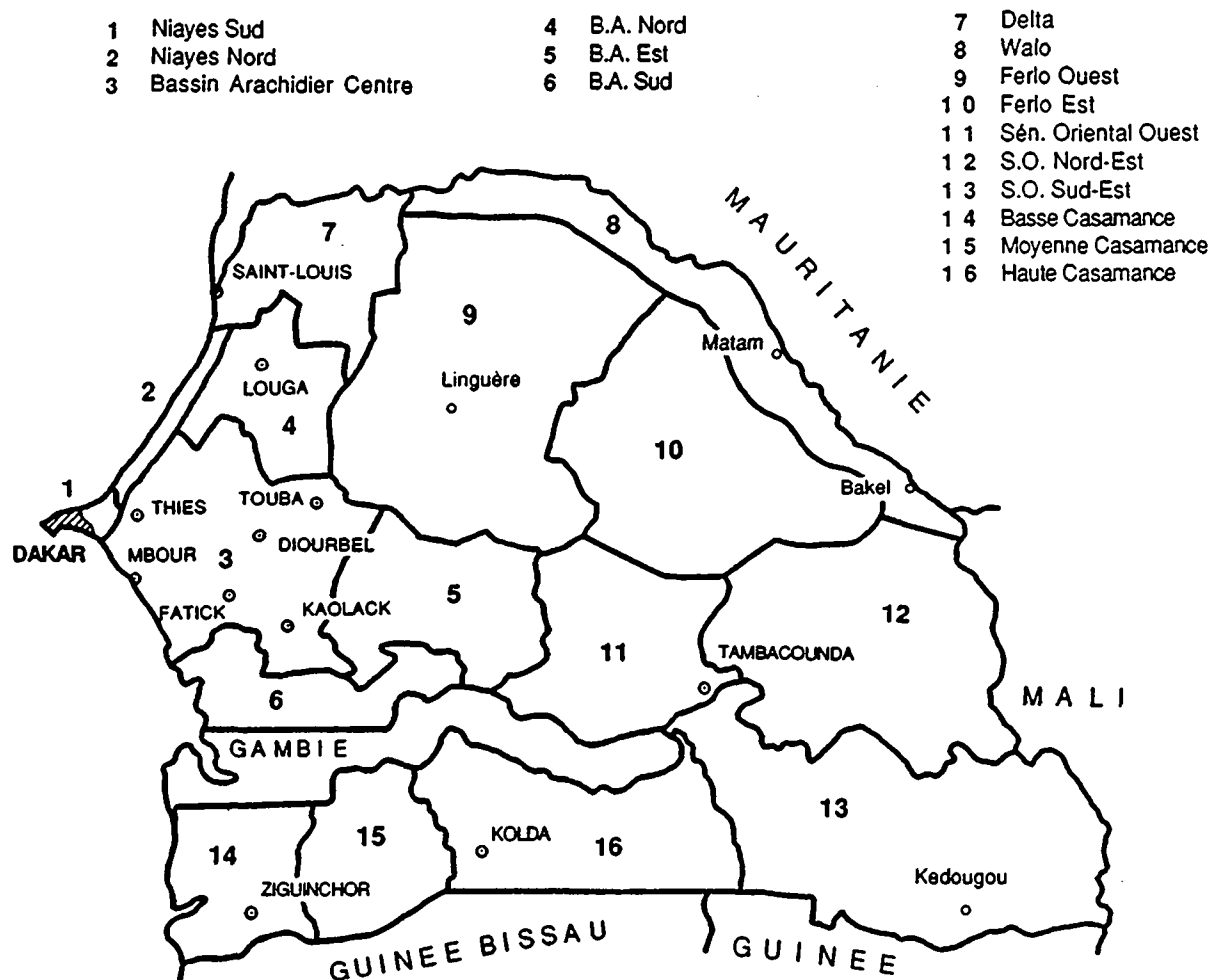 1 Niayes Sud
2 Niayes Nord
3 Bassin Arachidier Centre
4 B.A. Nord
5 B.A. Est
6 B.A. Sud
7 Delta
8 Walo
9 Ferlo Ouest
1 0 Ferlo Est
1 1 Sén. Oriental Ouest
1 2 S.O. Nord-Est
1 3 S.O. Sud-Est
1 4 Basse Casamance
1 5 Moyenne Casamance
1 6 Haute Casamance
MAURITANIE
7
8
SAINT-LOUIS
9
Matam
2
LOUGA
Linguère
4
10
1
THIES
TOUBA
Bakel
DAKAR
MBOUR
3
DIOURBEL
5
12
FATICK
KAOLACK
11
TAMBACOUNDA
6
MALI
GAMBIE
13
14
15
KOLDA
16
ZIGUINCHOR
Kedougou
GUINEE BISSAU
GUINEE